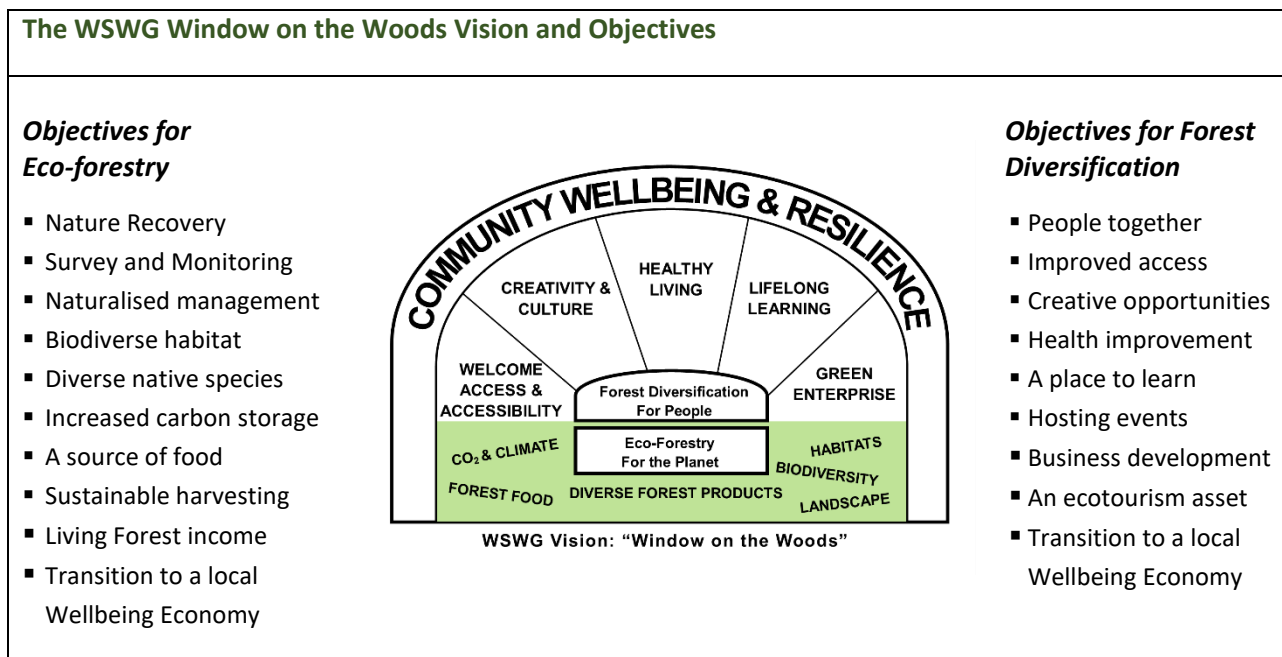 The WSWG Window on the Woods Vision and Objectives
Objectives for
Eco-forestry
▪ Nature Recovery
▪ Survey and Monitoring
▪ Naturalised management
▪ Biodiverse habitat
▪ Diverse native species
▪ Increased carbon storage
▪ A source of food
▪ Sustainable harvesting
▪ Living Forest income
▪ Transition to a local
Wellbeing Economy
COMMUNITY WELLBEING & RESILIENCE
WELCOME
ACCESS &
ACCESSIBILITY
CREATIVITY &
CULTURE
HEALTHY
LIVING
LIFELONG
LEARNING
GREEN
ENTERPRISE
Forest Diversification
For People
Eco-Forestry
For the Planet
CO₂ & CLIMATE
FOREST FOOD
DIVERSE FOREST PRODUCTS
HABITATS
BIODIVERSITY
LANDSCAPE
WSWG Vision: “Window on the Woods”
Objectives for Forest
Diversification
▪ People together
▪ Improved access
▪ Creative opportunities
▪ Health improvement
▪ A place to learn
▪ Hosting events
▪ Business development
▪ An ecotourism asset
▪ Transition to a local
Wellbeing Economy